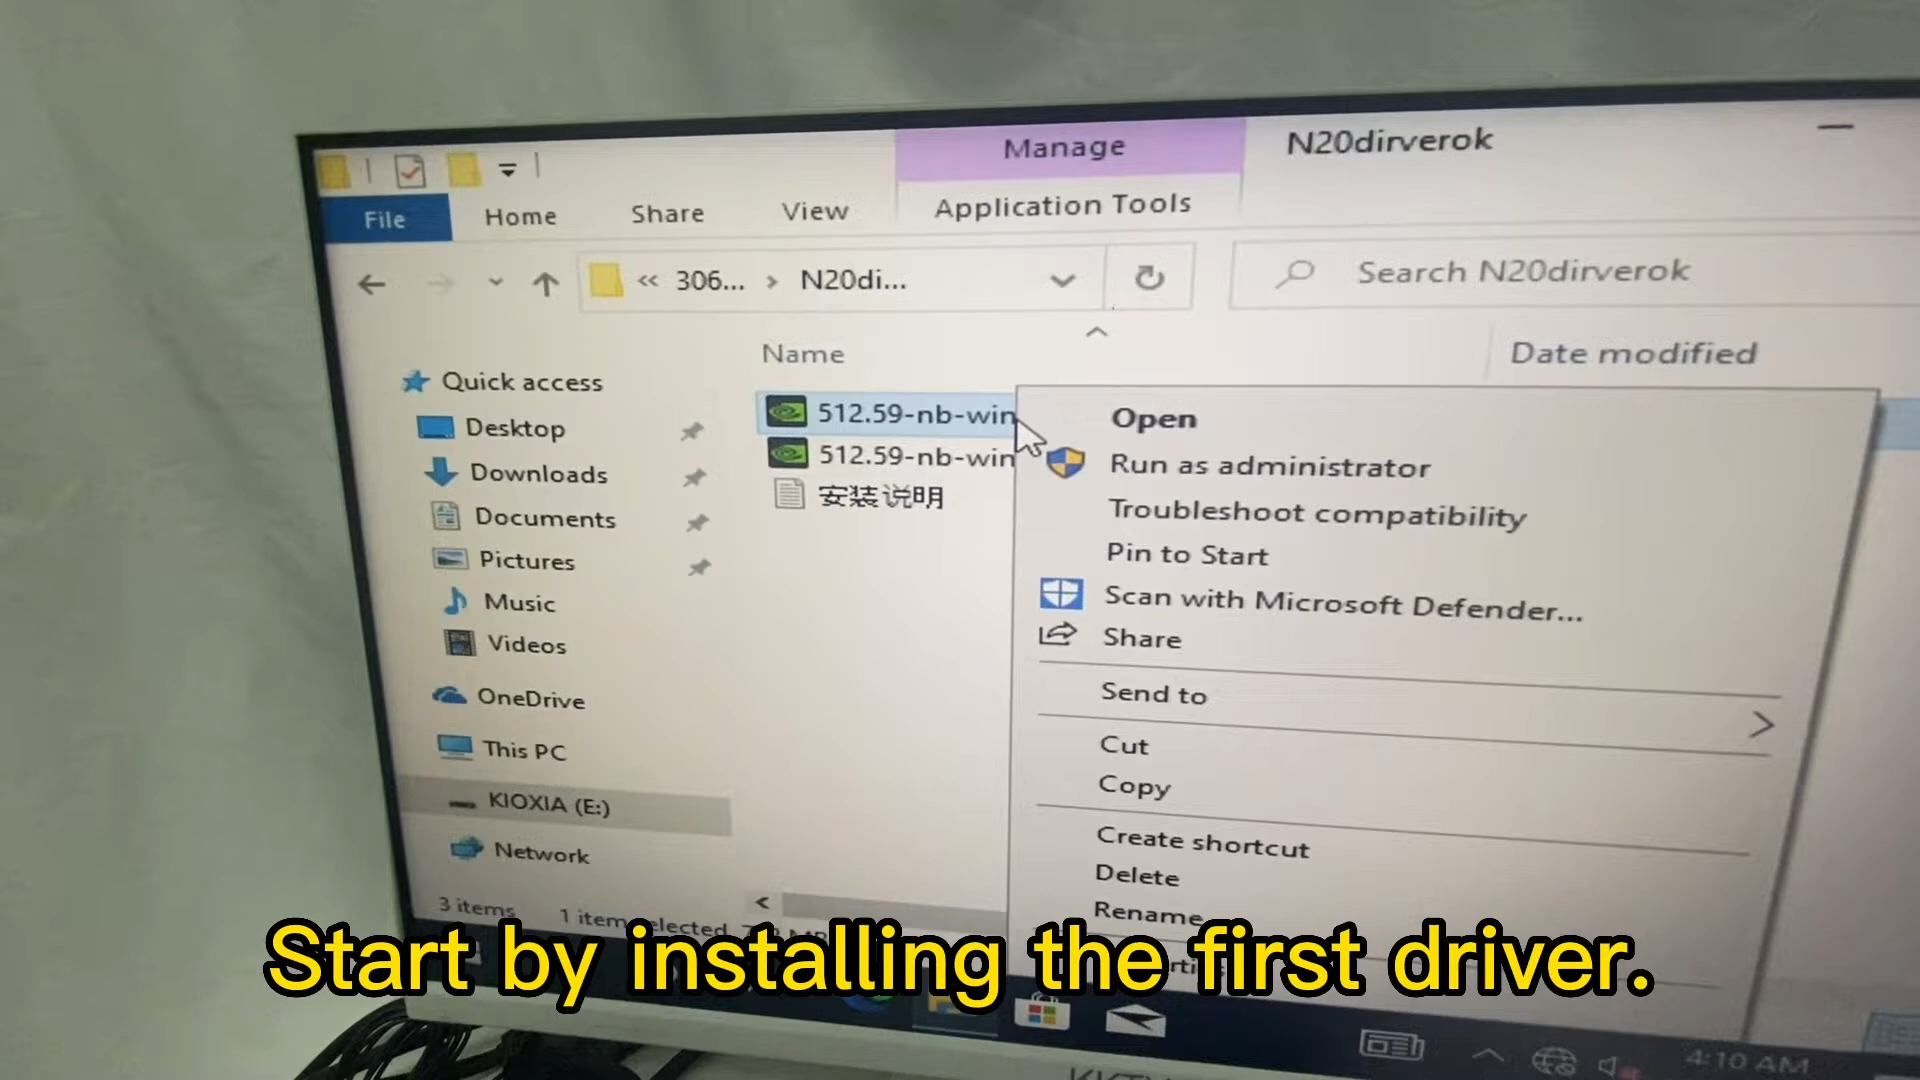 Manage
N20dirverok
File
Home
Share
View
Application Tools
« 306... › N20di...
Search N20dirverok
Name
Date modified
Quick access
Desktop
Downloads
Documents
Pictures
Music
Videos
OneDrive
This PC
KIOXIA (E:)
Network
512.59-nb-win
512.59-nb-win
安装说明
Open
Run as administrator
Troubleshoot compatibility
Pin to Start
Scan with Microsoft Defender...
Share
Send to
Cut
Copy
Create shortcut
Delete
Rename
3 items
1 item selected
Start by installing the first driver.
4:10 AM